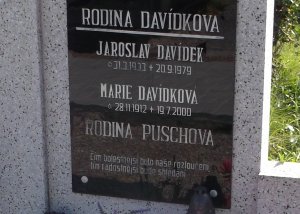 RODINA DAVÍDKOVA
JAROSLAV DAVÍDEK
✩31.3.1933 + 20.9.1979
MARIE DAVÍDKOVÁ
✩28.11.1912 + 19.7.2000
RODINA PUSCHOVA
Čím bolestnější bylo naše rozloučení
tím radostnější bude shledání